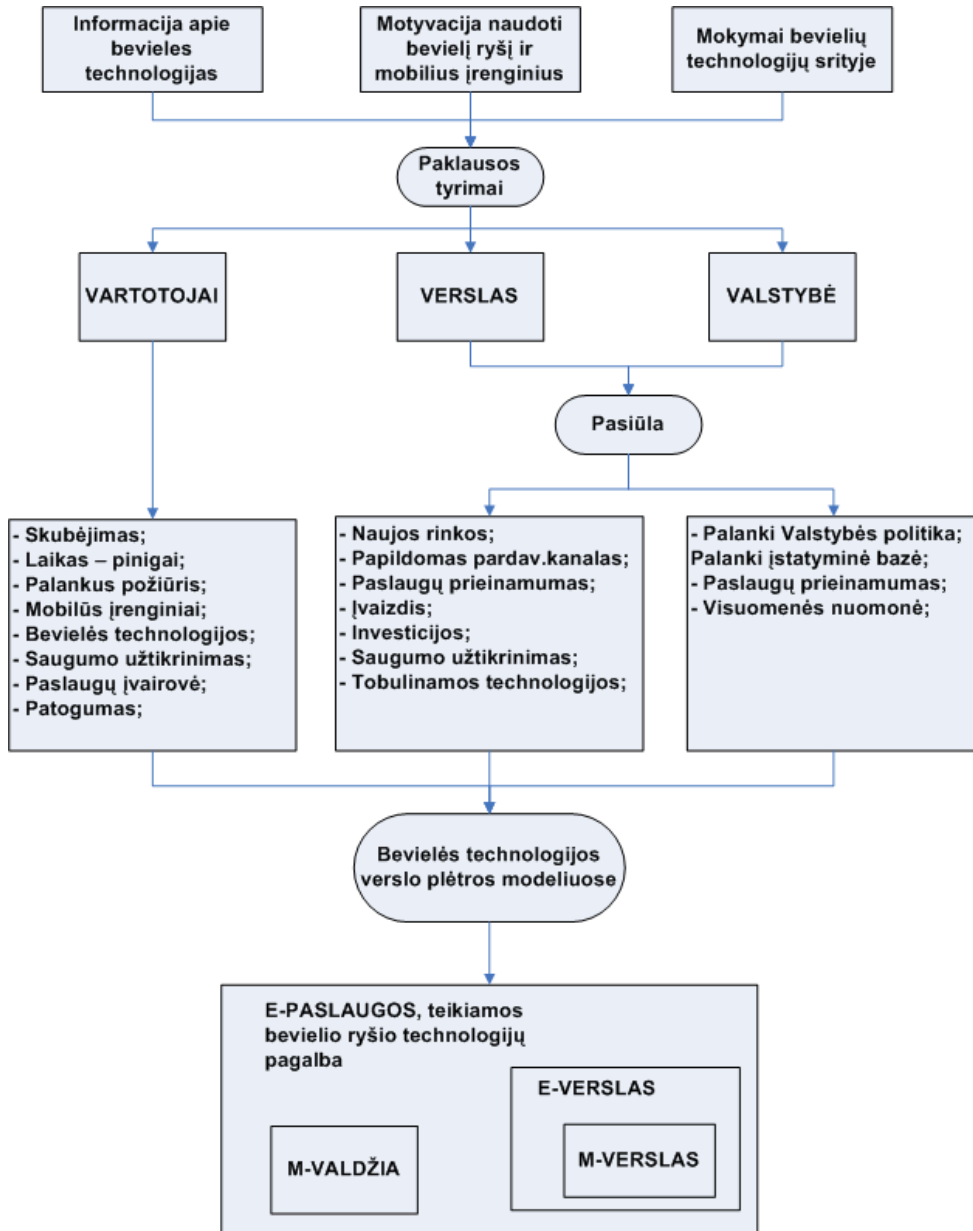 Informacija apie
bevieles
technologijas
Motyvacija naudoti
bevielį ryšį ir
mobilius įrenginius
Mokymai bevielių
technologijų srityje
Paklausos
tyrimai
VARTOTOJAI
VERSLAS
VALSTYBĖ
Pasiūla
- Skubėjimas;
- Laikas – pinigai;
- Palankus požiūris;
- Mobilūs įrenginiai;
- Bevielės technologijos;
- Saugumo užtikrinimas;
- Paslaugų įvairovė;
- Patogumas;
- Naujos rinkos;
- Papildomas pardav.kanalas;
- Paslaugų prieinamumas;
- Įvaizdis;
- Investicijos;
- Saugumo užtikrinimas;
- Tobulinamos technologijos;
- Palanki Valstybės politika;
Palanki įstatyminė bazė;
- Paslaugų prieinamumas;
- Visuomenės nuomonė;
Bevielės technologijos
verslo plėtros modeliuose
E-PASLAUGOS, teikiamos
bevielio ryšio technologijų
pagalba
E-VERSLAS
M-VALDŽIA
M-VERSLAS